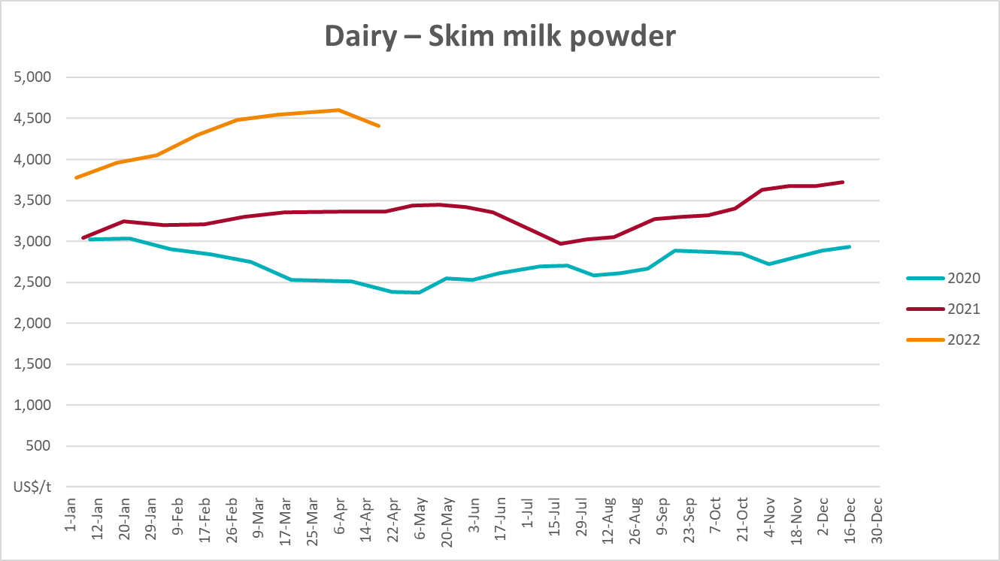 Dairy – Skim milk powder
5,000
4,500
4,000
3,500
3,000
2,500
2,000
1,500
1,000
500
US$/t
1-Jan
12-Jan
20-Jan
29-Jan
9-Feb
17-Feb
26-Feb
9-Mar
17-Mar
25-Mar
6-Apr
14-Apr
22-Apr
6-May
20-May
3-Jun
17-Jun
1-Jul
15-Jul
29-Jul
12-Aug
26-Aug
9-Sep
23-Sep
7-Oct
21-Oct
4-Nov
18-Nov
2-Dec
16-Dec
30-Dec
2020
2021
2022